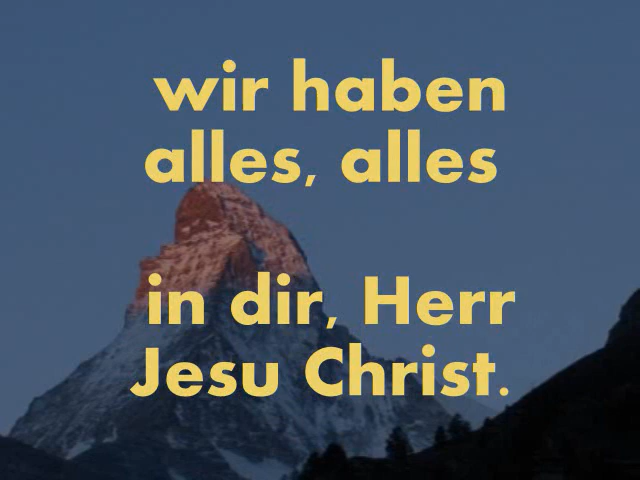 wir haben
alles, alles
in dir, Herr
Jesu Christ.